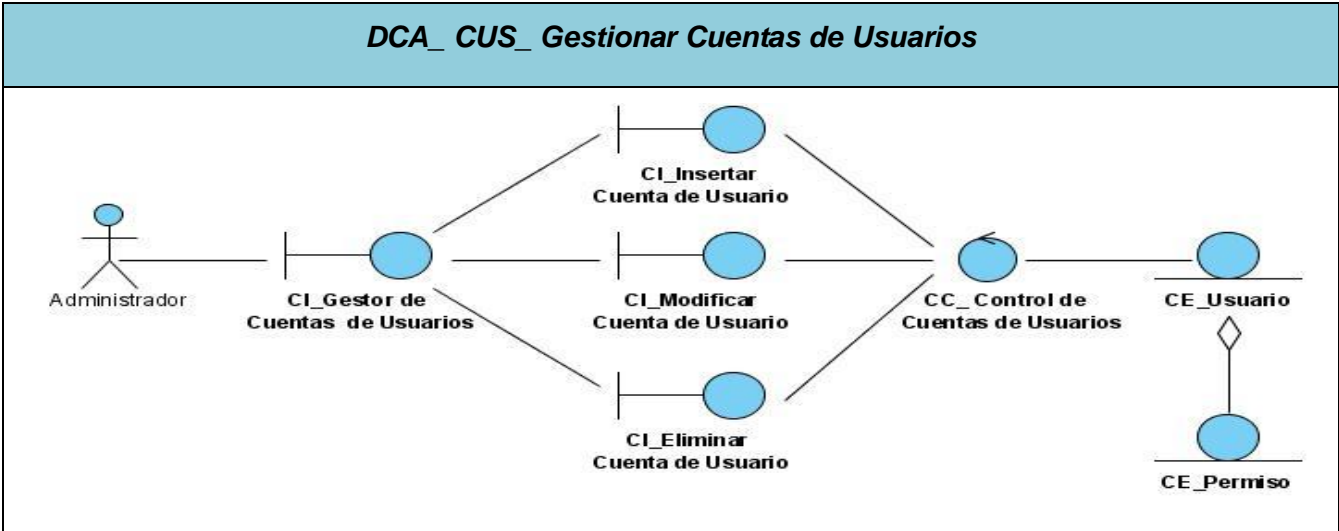 DCA_ CUS_ Gestionar Cuentas de Usuarios
CI_Insertar
Cuenta de Usuario
Administrador
CI_Gestor de
Cuentas de Usuarios
CI_Modificar
Cuenta de Usuario
CC_ Control de
Cuentas de Usuarios
CE_Usuario
CI_Eliminar
Cuenta de Usuario
CE_Permiso